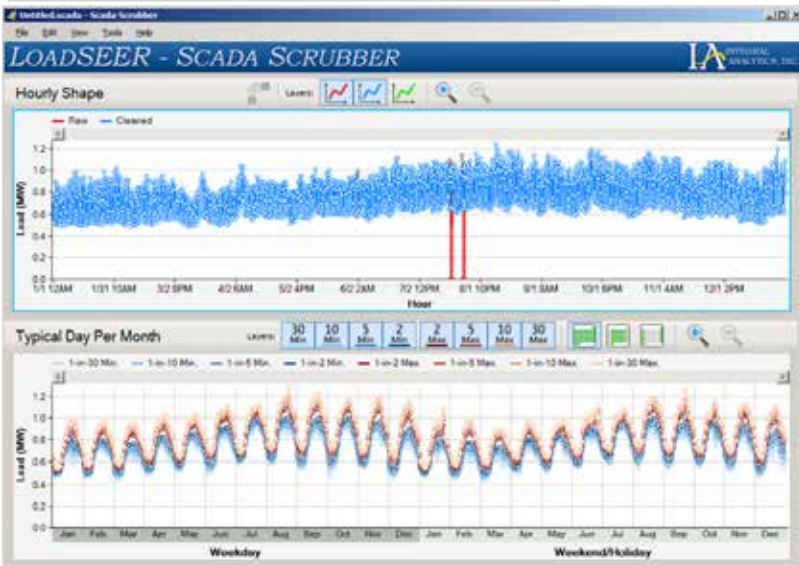 Untitled.scada - Scada Scrubber
File Edit View Tools Help
LOADSEER - SCADA SCRUBBER
IA INTEGRAL ANALYTICS, INC.
Hourly Shape
Layers:
Raw Cleaned
1.2
1.0
0.8
0.6
0.4
0.2
0.0
Load (MW)
1/1 12AM 1/31 10AM 3/2 8PM 4/2 6AM 5/2 4PM 6/2 2AM 7/2 12PM 8/1 10PM 9/1 8AM 10/1 6PM 11/1 4AM 12/1 2PM
Hour
Typical Day Per Month
Layers: 30 Min 10 Min 5 Min 2 Min 2 Max 5 Max 10 Max 30 Max
1-in-30 Min. 1-in-10 Min. 1-in-5 Min. 1-in-2 Min. 1-in-2 Max. 1-in-5 Max. 1-in-10 Max. 1-in-30 Max.
1.2
1.0
0.8
0.6
0.4
0.2
0.0
Load (MW)
Jan Feb Mar Apr May Jun Jul Aug Sep Oct Nov Dec Jan Feb Mar Apr May Jun Jul Aug Sep Oct Nov Dec
Weekday Weekend/Holiday